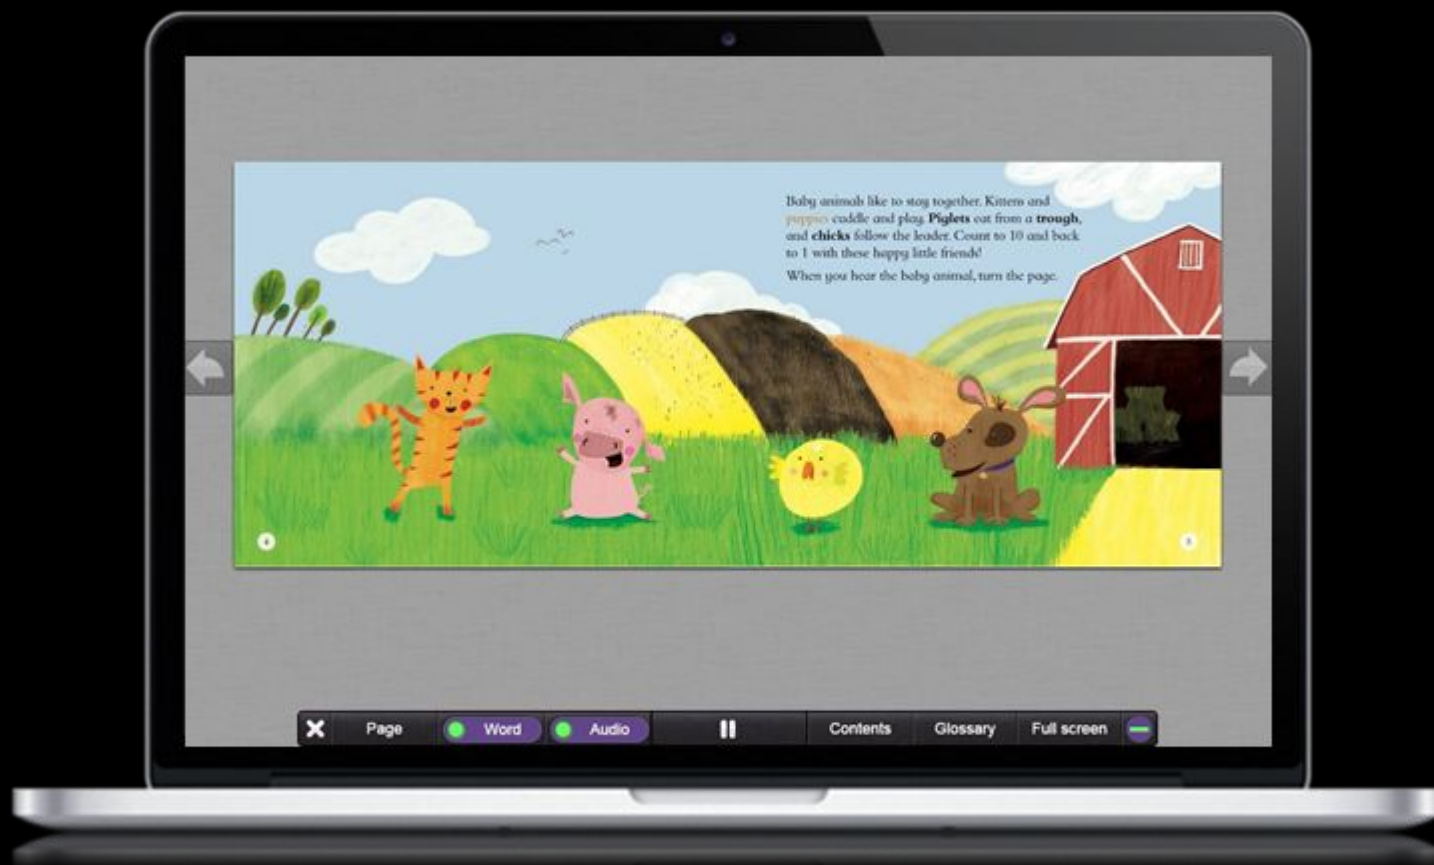 Baby animals like to stay together. Kittens and
puppies cuddle and play. Piglets eat from a trough,
and chicks follow the leader. Count to 10 and back
to 1 with these happy little friends!
When you hear the baby animal, turn the page.
4
5
Page Word Audio Contents Glossary Full screen